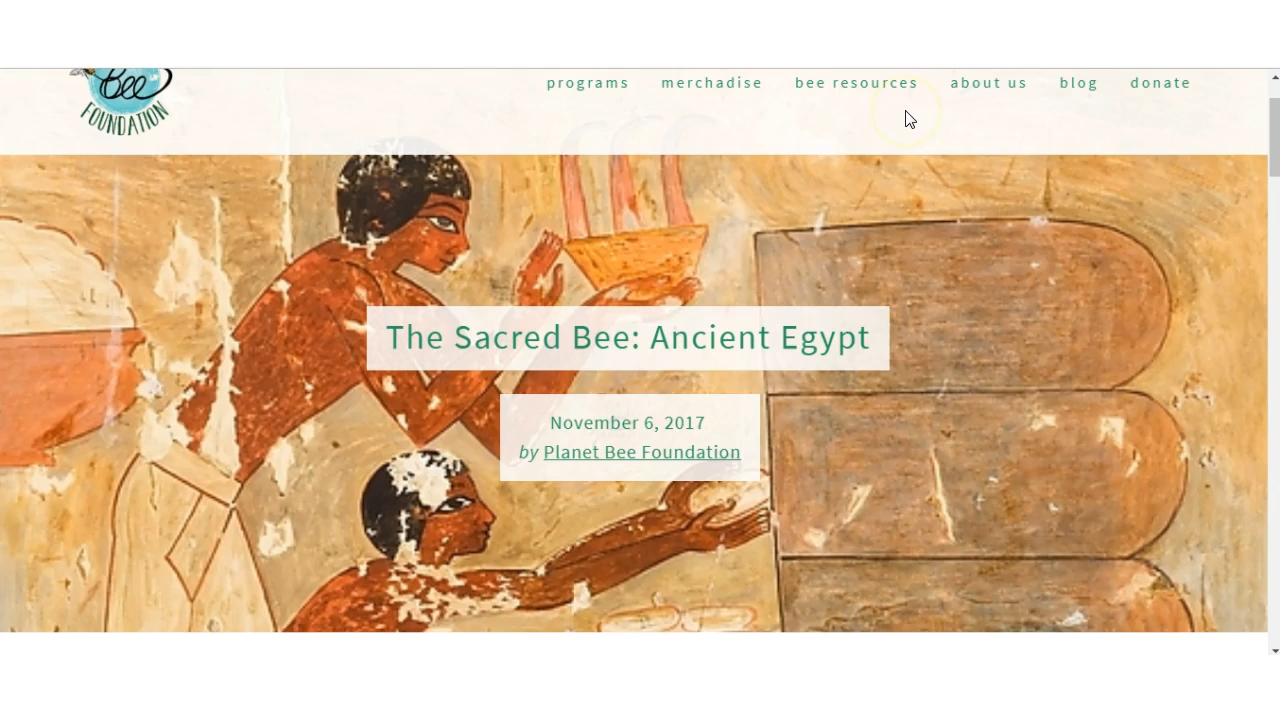 Bee
FOUNDATION
programs merchadise bee resources about us blog donate
The Sacred Bee: Ancient Egypt
November 6, 2017
by Planet Bee Foundation